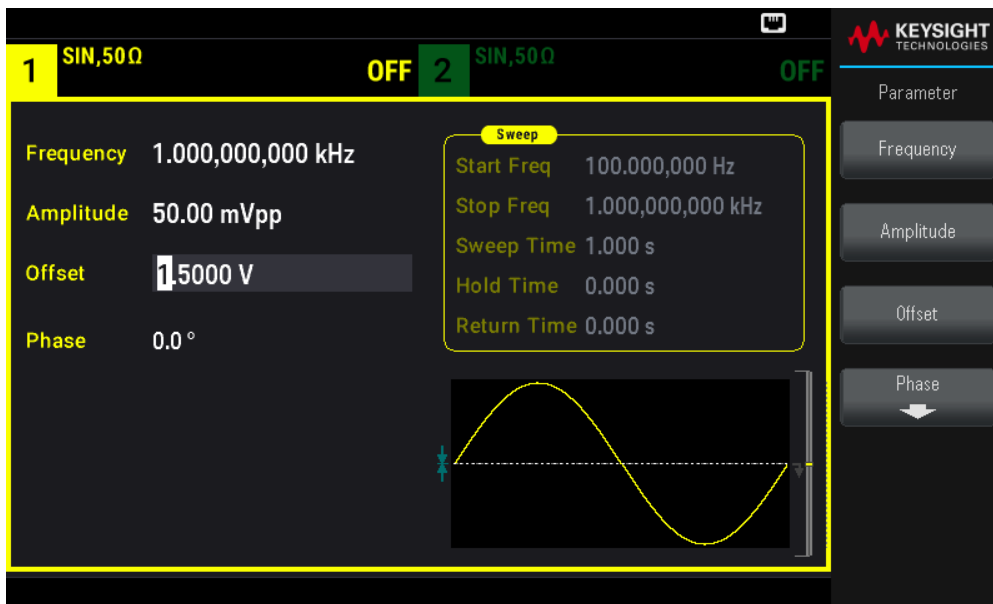 1 SIN,50Ω OFF 2 SIN,50Ω OFF
Frequency 1.000,000,000 kHz
Amplitude 50.00 mVpp
Offset 1.5000 V
Phase 0.0 °
Sweep
Start Freq 100.000,000 Hz
Stop Freq 1.000,000,000 kHz
Sweep Time 1.000 s
Hold Time 0.000 s
Return Time 0.000 s
KEYSIGHT
TECHNOLOGIES
Parameter
Frequency
Amplitude
Offset
Phase